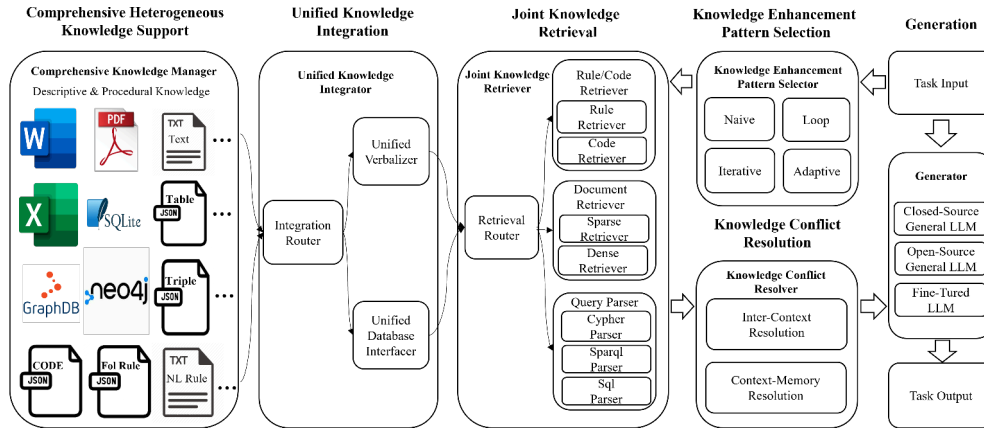 Comprehensive Heterogeneous
Knowledge Support
Comprehensive Knowledge Manager
Descriptive & Procedural Knowledge
W
PDF
TXT
Text
...
X
SQLite
Table
JSON
...
GraphDB
neo4j
Triple
JSON
...
CODE
JSON
Fol Rule
JSON
TXT
NL Rule
...
Unified Knowledge
Integration
Unified Knowledge
Integrator
Integration
Router
Unified
Verbalizer
Unified
Database
Interfacer
Joint Knowledge
Retrieval
Joint Knowledge
Retriever
Retrieval
Router
Rule/Code
Retriever
Rule
Retriever
Code
Retriever
Document
Retriever
Sparse
Retriever
Dense
Retriever
Query Parser
Cypher
Parser
Sparql
Parser
Sql
Parser
Knowledge Enhancement
Pattern Selection
Knowledge Enhancement
Pattern Selector
Naive
Loop
Iterative
Adaptive
Knowledge Conflict
Resolution
Knowledge Conflict
Resolver
Inter-Context
Resolution
Context-Memory
Resolution
Generation
Task Input
Generator
Closed-Source
General LLM
Open-Source
General LLM
Fine-Tured
LLM
Task Output